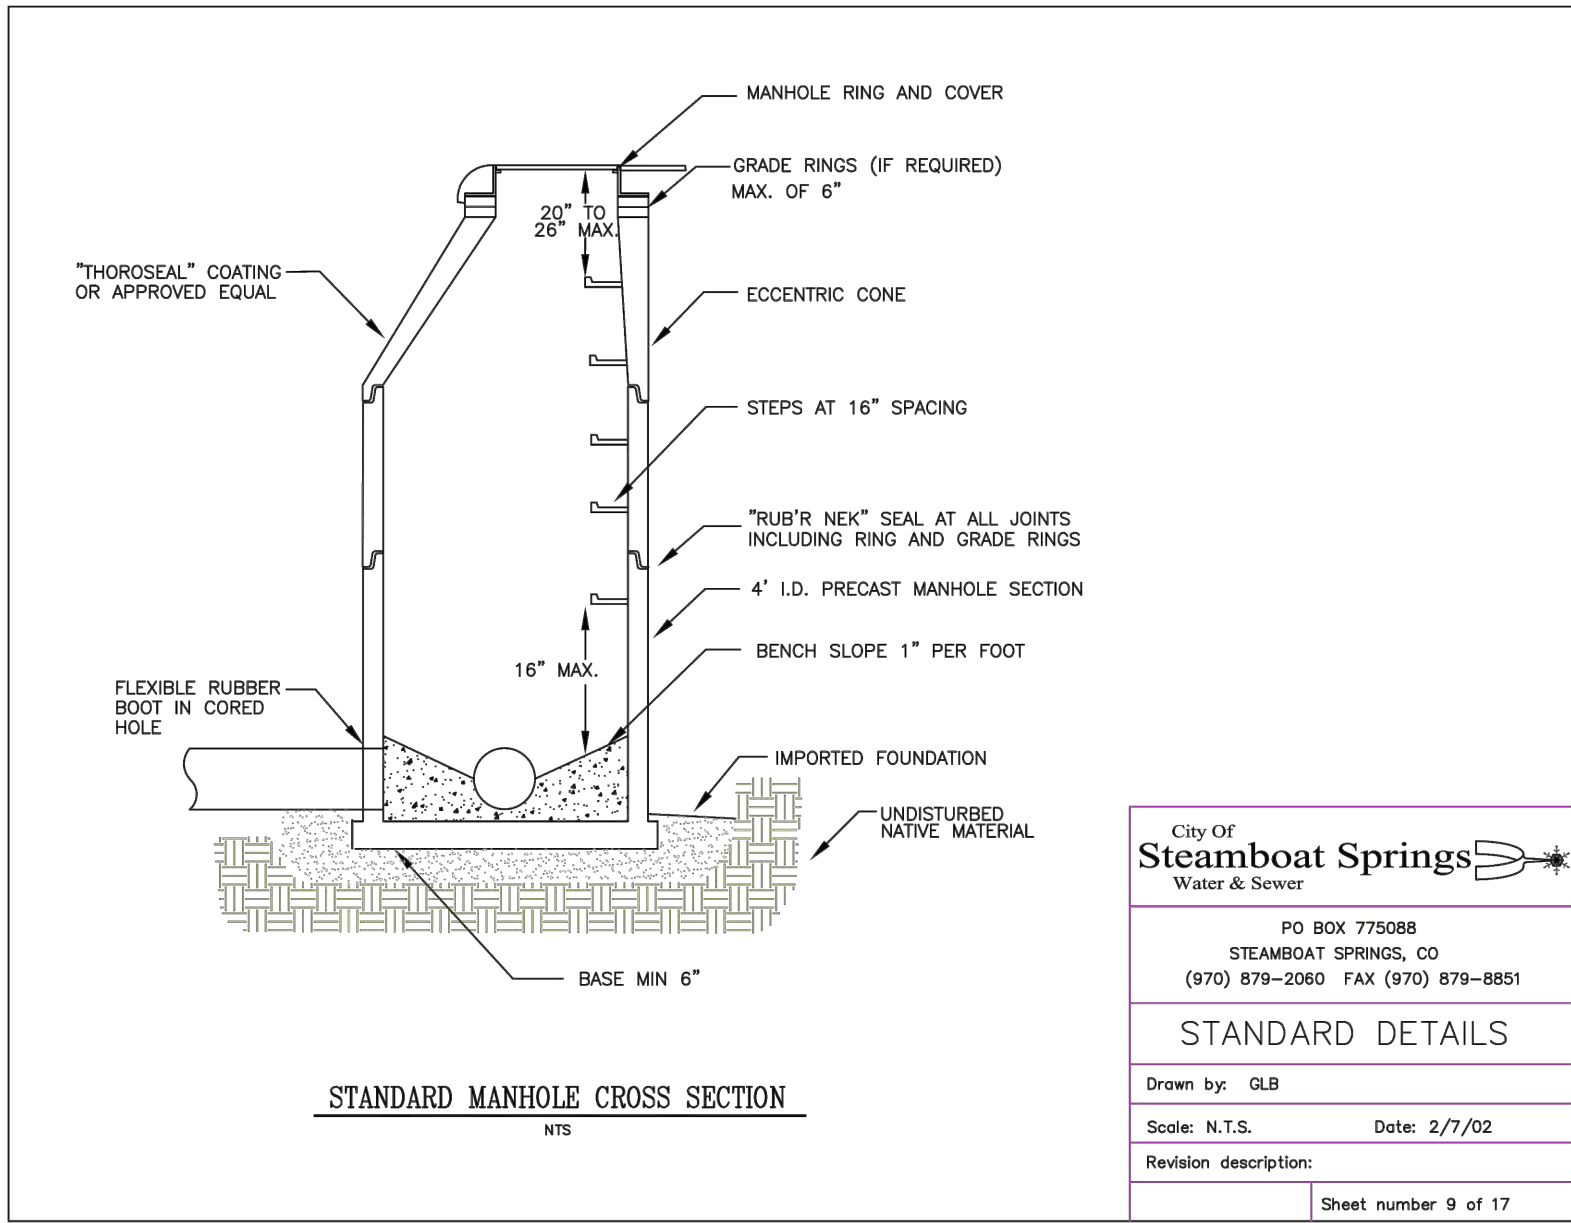 MANHOLE RING AND COVER
GRADE RINGS (IF REQUIRED)
MAX. OF 6”
20” TO
26” MAX.
”THOROSEAL” COATING
OR APPROVED EQUAL
ECCENTRIC CONE
STEPS AT 16” SPACING
”RUB'R NEK” SEAL AT ALL JOINTS
INCLUDING RING AND GRADE RINGS
4' I.D. PRECAST MANHOLE SECTION
BENCH SLOPE 1” PER FOOT
16” MAX.
FLEXIBLE RUBBER
BOOT IN CORED
HOLE
IMPORTED FOUNDATION
UNDISTURBED
NATIVE MATERIAL
BASE MIN 6”
STANDARD MANHOLE CROSS SECTION
NTS
City Of
Steamboat Springs
Water & Sewer
PO BOX 775088
STEAMBOAT SPRINGS, CO
(970) 879-2060 FAX (970) 879-8851
STANDARD DETAILS
Drawn by: GLB
Scale: N.T.S. Date: 2/7/02
Revision description:
Sheet number 9 of 17